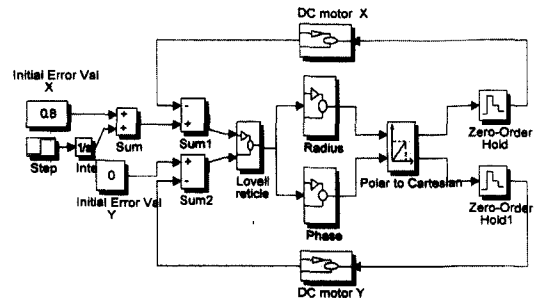 DC motor X
Initial Error Val
X
0.8
+
+
Sum
-
+
Sum1
Step
1/s
Inte
0
Initial Error Val
Y
+
-
Sum2
Lovell
reticle
Radius
Phase
Polar to Cartesian
Zero-Order
Hold
Zero-Order
Hold1
DC motor Y